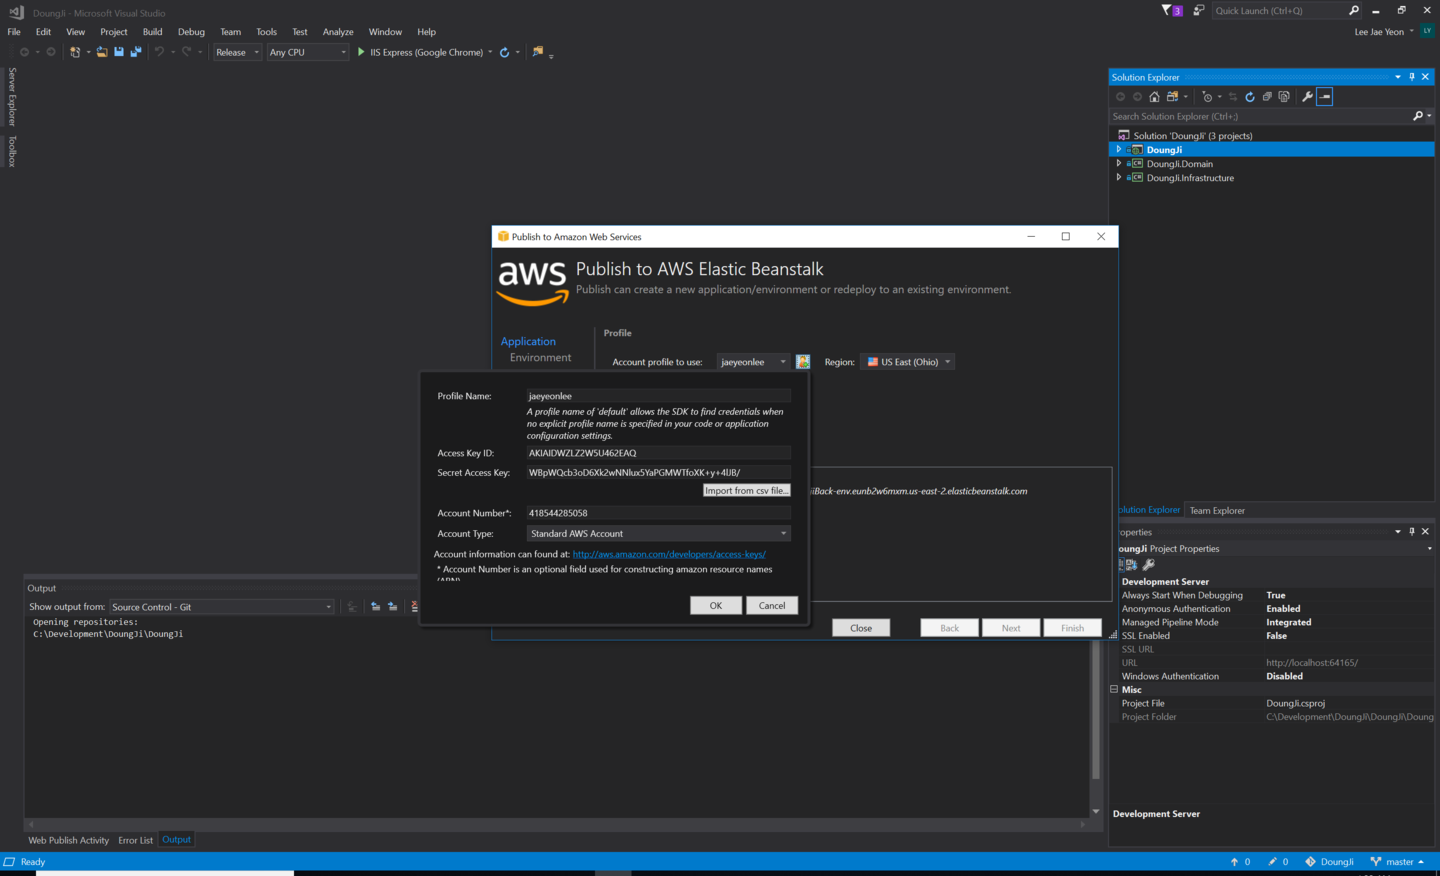 DoungJi - Microsoft Visual Studio
3
Quick Launch (Ctrl+Q)
File Edit View Project Build Debug Team Tools Test Analyze Window Help
Lee Jae Yeon
LY
Release
Any CPU
IIS Express (Google Chrome)
Server Explorer
Toolbox
Solution Explorer
Search Solution Explorer (Ctrl+;)
Solution 'DoungJi' (3 projects)
DoungJi
DoungJi.Domain
DoungJi.Infrastructure
Publish to Amazon Web Services
aws
Publish to AWS Elastic Beanstalk
Publish can create a new application/environment or redeploy to an existing environment.
Application
Environment
Profile
Account profile to use: jaeyeonlee
Region: US East (Ohio)
Profile Name: jaeyeonlee
A profile name of 'default' allows the SDK to find credentials when
no explicit profile name is specified in your code or application
configuration settings.
Access Key ID:
Secret Access Key:
Import from csv file...
Account Number*: 418544285058
Account Type: Standard AWS Account
Account information can found at: http://aws.amazon.com/developers/access-keys/
* Account Number is an optional field used for constructing amazon resource names
(ARN)
OK
Cancel
jiBack-env.eunb2w6mxm.us-east-2.elasticbeanstalk.com
Close
Back
Next
Finish
olution Explorer
Team Explorer
operties
oungJi Project Properties
Development Server
Always Start When Debugging True
Anonymous Authentication Enabled
Managed Pipeline Mode Integrated
SSL Enabled False
SSL URL
URL http://localhost:64165/
Windows Authentication Disabled
Misc
Project File DoungJi.csproj
Project Folder C:\Development\DoungJi\DoungJi\Doung
Development Server
Output
Show output from: Source Control - Git
Opening repositories:
C:\Development\DoungJi\DoungJi
Web Publish Activity
Error List
Output
Ready
0
0
DoungJi
master